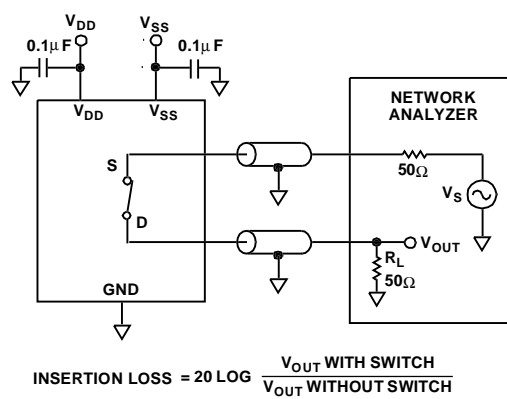 VDD
VSS
0.1µF
0.1µF
VDD
VSS
NETWORK
ANALYZER
S
50Ω
VS
D
VOUT
RL
50Ω
GND
INSERTION LOSS = 20 LOG VOUT WITH SWITCH
VOUT WITHOUT SWITCH